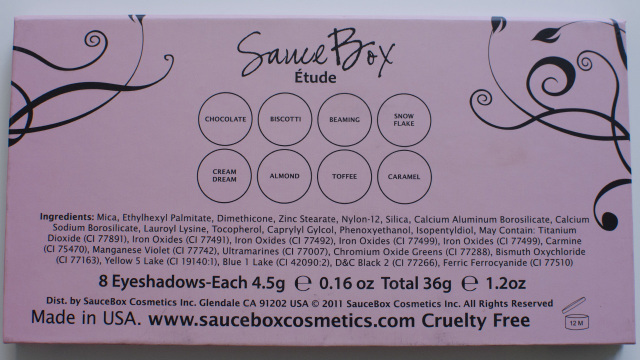 Sauce Box
Étude
CHOCOLATE BISCOTTI BEAMING SNOW FLAKE
CREAM DREAM ALMOND TOFFEE CARAMEL
Ingredients: Mica, Ethylhexyl Palmitate, Dimethicone, Zinc Stearate, Nylon-12, Silica, Calcium Aluminum Borosilicate, Calcium
Sodium Borosilicate, Lauroyl Lysine, Tocopherol, Caprylyl Gylcol, Phenoxyethanol, Isopentyldiol, May Contain: Titanium
Dioxide (CI 77891), Iron Oxides (CI 77491), Iron Oxides (CI 77492), Iron Oxides (CI 77499), Iron Oxides (CI 77499), Carmine
(CI 75470), Manganese Violet (CI 77742), Ultramarines (CI 77007), Chromium Oxide Greens (CI 77288), Bismuth Oxychloride
(CI 77163), Yellow 5 Lake (CI 19140:1), Blue 1 Lake (CI 42090:2), D&C Black 2 (CI 77266), Ferric Ferrocyanide (CI 77510)
8 Eyeshadows-Each 4.5g ℮ 0.16 oz Total 36g ℮ 1.2oz
Dist. by SauceBox Cosmetics Inc. Glendale CA 91202 USA © 2011 SauceBox Cosmetics Inc. All Rights Reserved
Made in USA. www.sauceboxcosmetics.com Cruelty Free
12 M